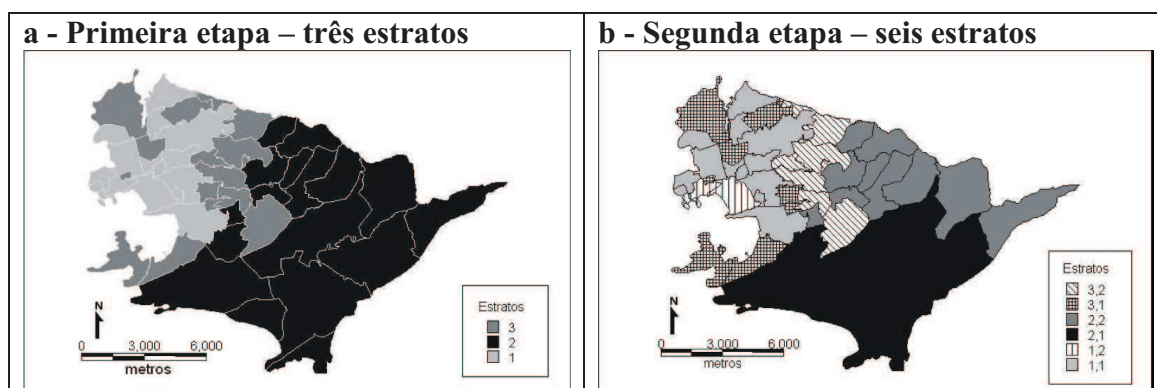 a - Primeira etapa – três estratos
N
0 3,000 6,000
metros
Estratos
3
2
1
b - Segunda etapa – seis estratos
N
0 3,000 6,000
metros
Estratos
3,2
3,1
2,2
2,1
1,2
1,1